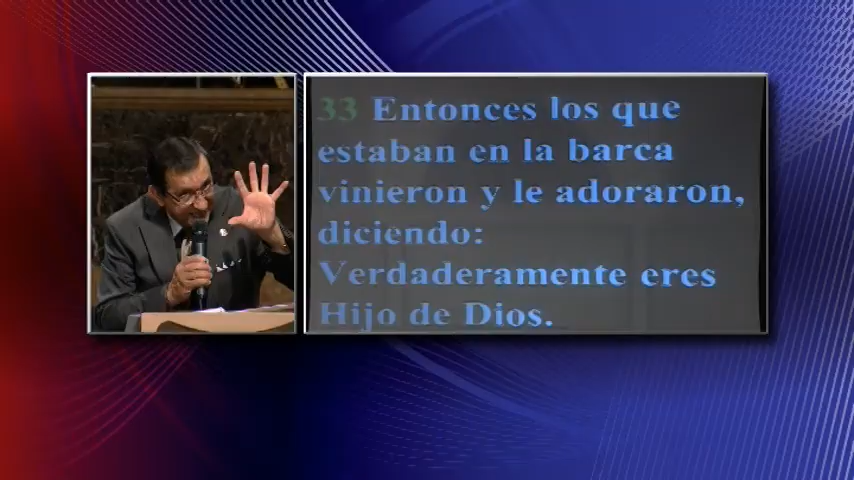 33 Entonces los que
estaban en la barca
vinieron y le adoraron,
diciendo:
Verdaderamente eres
Hijo de Dios.